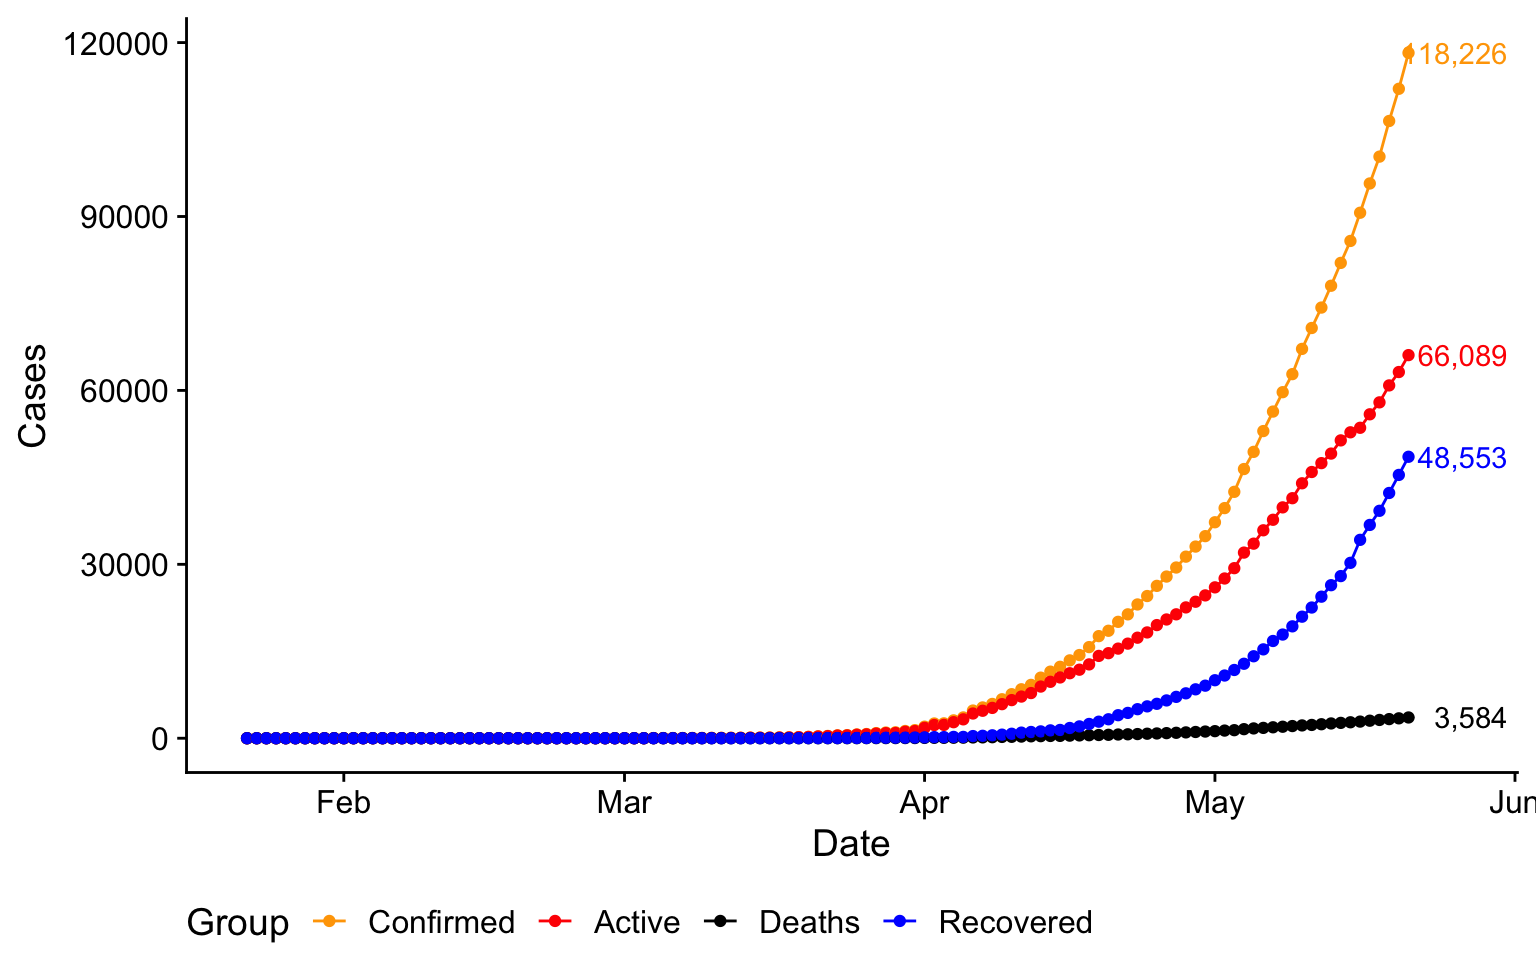 120000
118,226
90000
66,089
60000
48,553
30000
3,584
0
Cases
Feb Mar Apr May Jun
Date
Group Confirmed Active Deaths Recovered